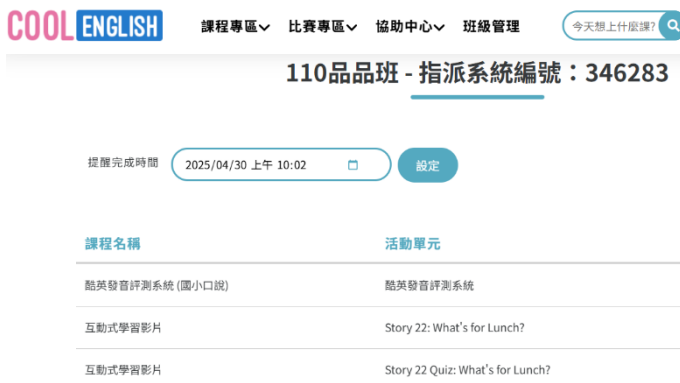 COOL ENGLISH 課程專區 比賽專區 協助中心 班級管理 今天想上什麼課?
110品品班 - 指派系統編號：346283
提醒完成時間 2025/04/30 上午 10:02 設定
課程名稱 活動單元
酷英發音評測系統 (國小口說) 酷英發音評測系統
互動式學習影片 Story 22: What's for Lunch?
互動式學習影片 Story 22 Quiz: What's for Lunch?